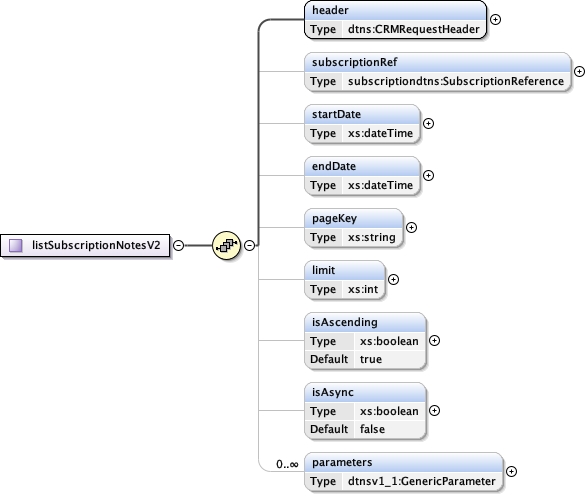 header
Type dtns:CRMRequestHeader
subscriptionRef
Type subscriptiondtns:SubscriptionReference
startDate
Type xs:dateTime
endDate
Type xs:dateTime
pageKey
Type xs:string
listSubscriptionNotesV2
limit
Type xs:int
isAscending
Type xs:boolean
Default true
isAsync
Type xs:boolean
Default false
0..∞
parameters
Type dtnsv1_1:GenericParameter